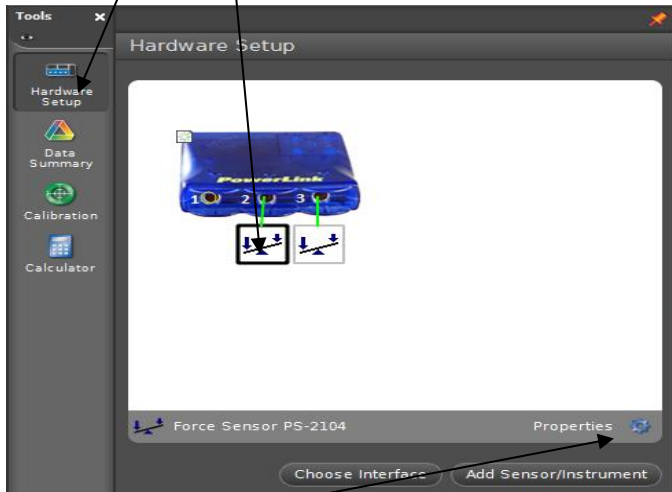 Tools
x
Hardware Setup
Hardware
Setup
Data
Summary
Calibration
Calculator
PowerLink
1 2 3
Force Sensor PS-2104 Properties
Choose Interface Add Sensor/Instrument